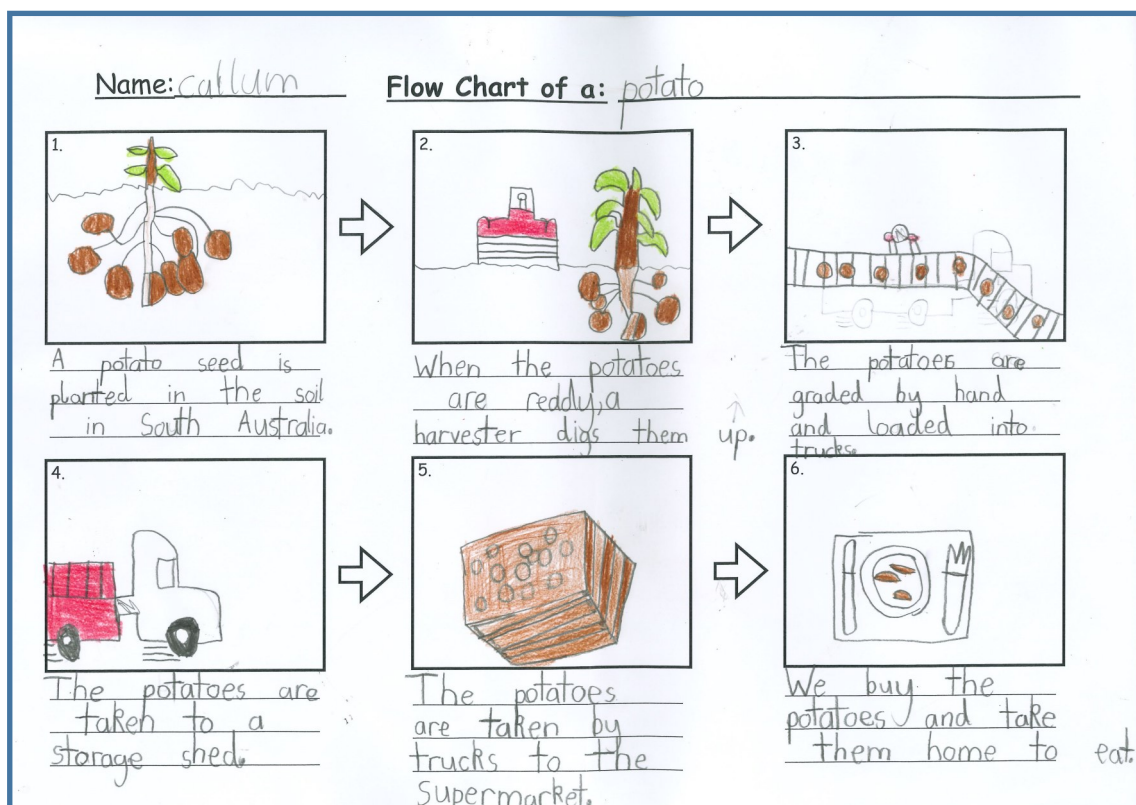 Name: callum
Flow Chart of a: potato
1.
A potato seed is
planted in the soil
in South Australia.
2.
When the potatoes
are reddy, a
harvester digs them up.
3.
The potatoes are
graded by hand
and loaded into
trucks.
4.
The potatoes are
taken to a
storage shed.
5.
The potatoes
are taken by
trucks to the
supermarket.
6.
We buy the
potatoes and take
them home to eat.